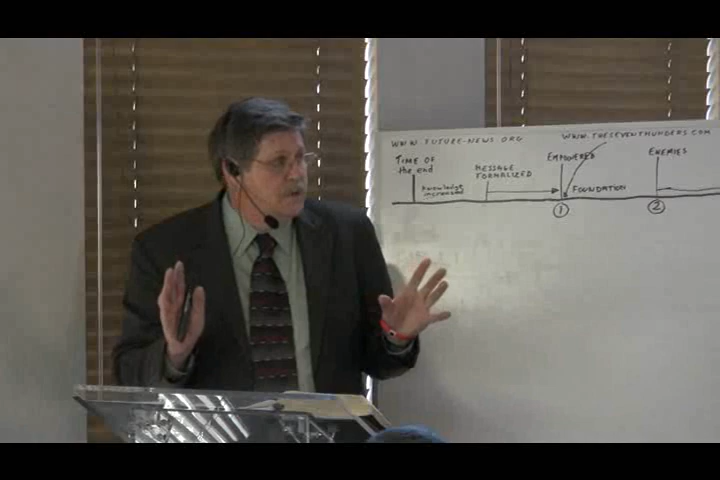 WWW.FUTURE-NEWS.ORG
WWW.THESEVENTHUNDERS.COM
TIME OF
the end
Knowledge
increased
MESSAGE
FORMALIZED
EMPOWERED
FOUNDATION
ENEMIES
1
2